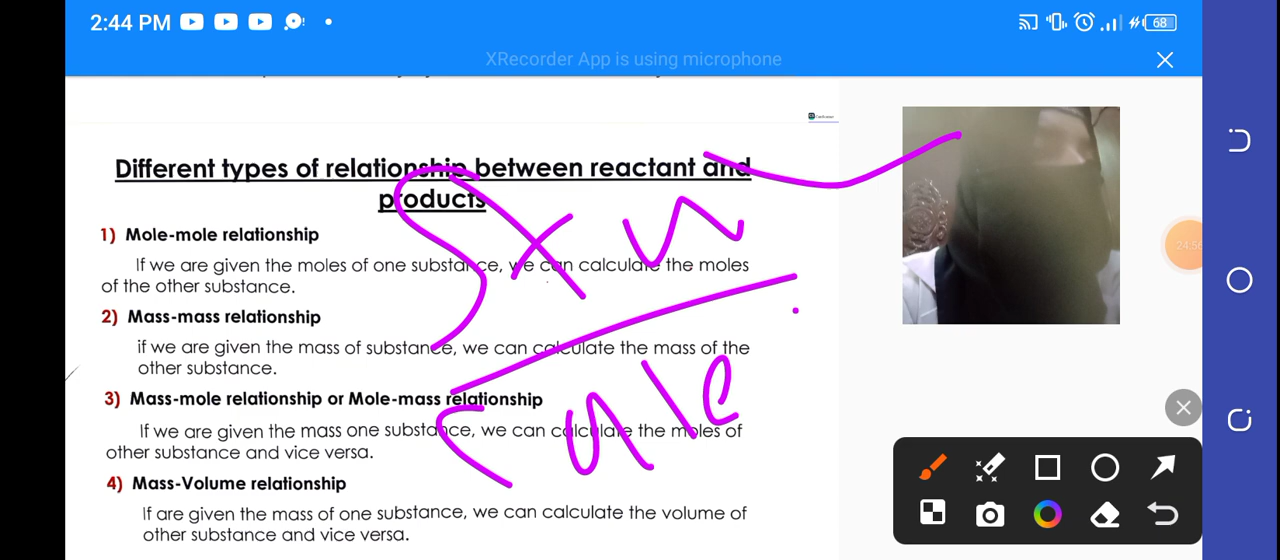 2:44 PM
68
XRecorder App is using microphone
Different types of relationship between reactant and
products
1) Mole-mole relationship
If we are given the moles of one substance, we can calculate the moles
of the other substance.
2) Mass-mass relationship
if we are given the mass of substance, we can calculate the mass of the
other substance.
3) Mass-mole relationship or Mole-mass relationship
If we are given the mass one substance, we can calculate the moles of
other substance and vice versa.
4) Mass-Volume relationship
If are given the mass of one substance, we can calculate the volume of
other substance and vice versa.
24:56